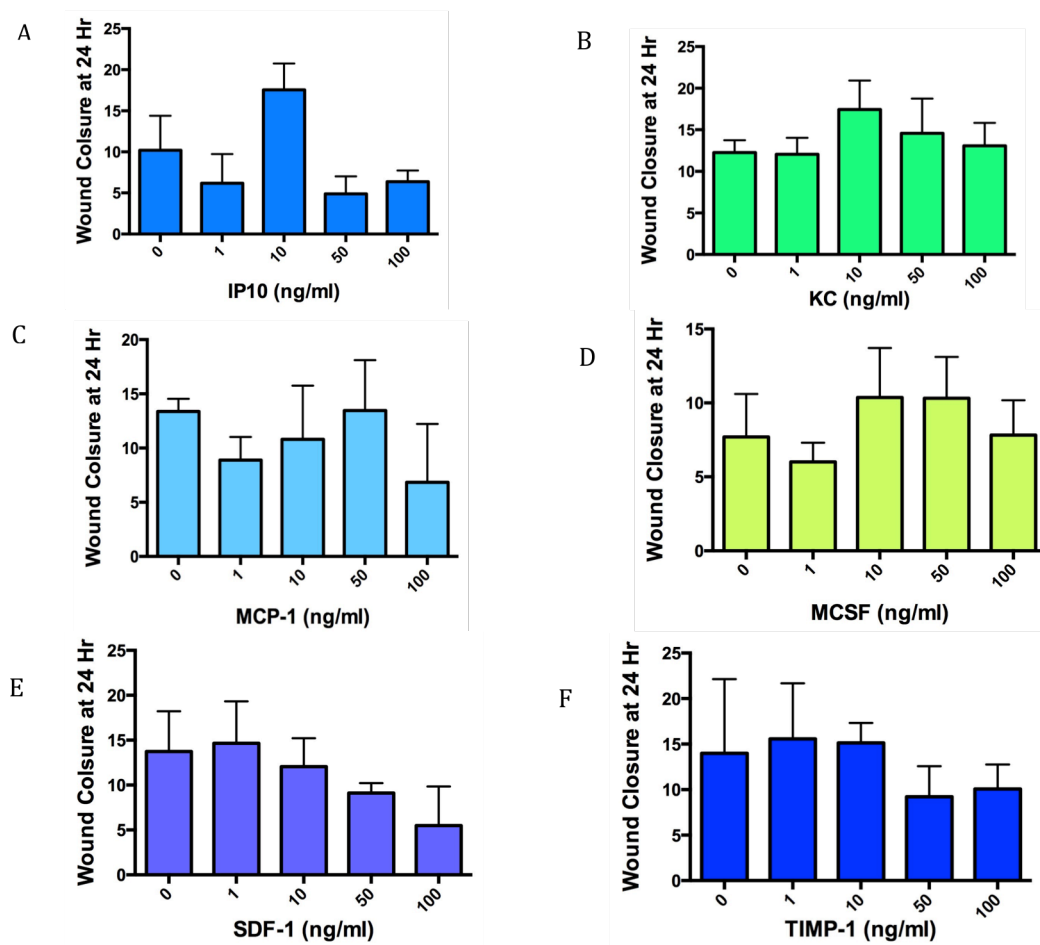 A
Wound Colsure at 24 Hr
25
20
15
10
5
0
0 1 10 50 100
IP10 (ng/ml)
B
Wound Closure at 24 Hr
25
20
15
10
5
0
0 1 10 50 100
KC (ng/ml)
C
Wound Colsure at 24 Hr
20
15
10
5
0
0 1 10 50 100
MCP-1 (ng/ml)
D
Wound Closure at 24 Hr
15
10
5
0
0 1 10 50 100
MCSF (ng/ml)
E
Wound Colsure at 24 Hr
25
20
15
10
5
0
0 1 10 50 100
SDF-1 (ng/ml)
F
Wound Closure at 24 Hr
25
20
15
10
5
0
0 1 10 50 100
TIMP-1 (ng/ml)